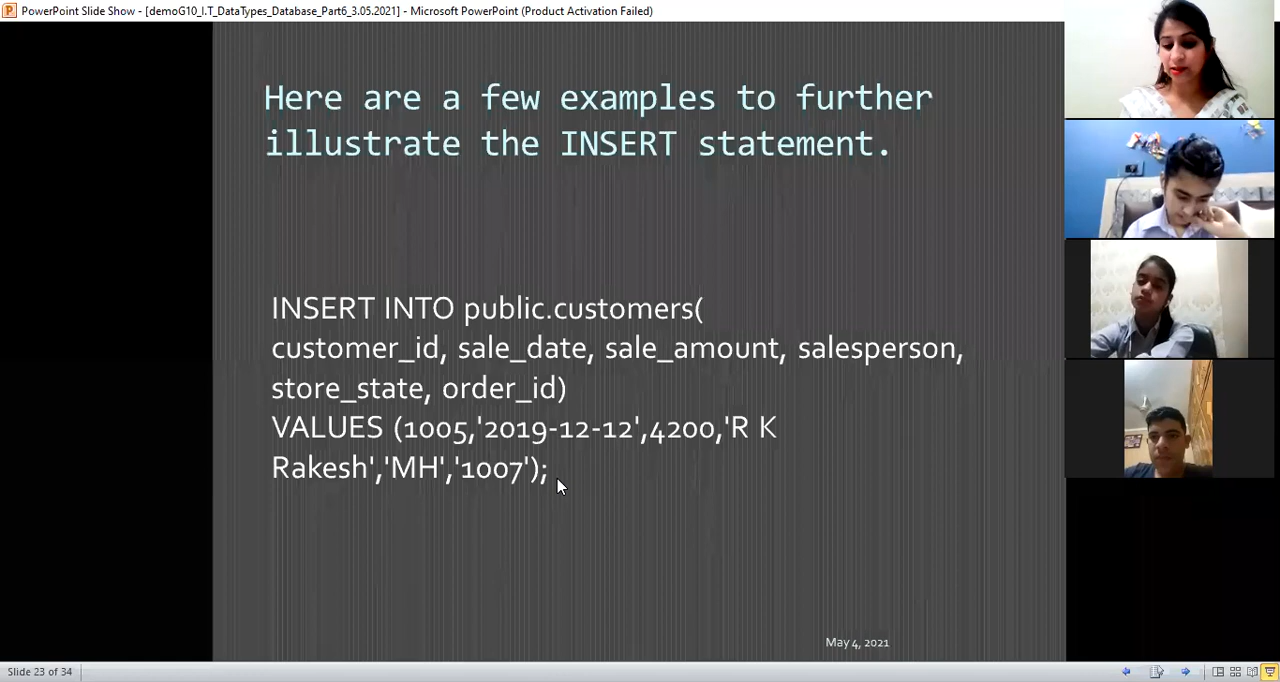 PowerPoint Slide Show - [demoG10_I.T_DataTypes_Database_Part6_3.05.2021] - Microsoft PowerPoint (Product Activation Failed)
Here are a few examples to further
illustrate the INSERT statement.
INSERT INTO public.customers(
customer_id, sale_date, sale_amount, salesperson,
store_state, order_id)
VALUES (1005,'2019-12-12',4200,'R K
Rakesh','MH','1007');
May 4, 2021
Slide 23 of 34